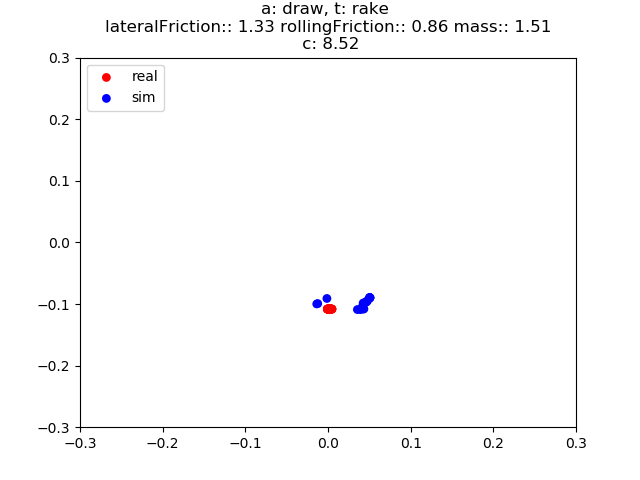 a: draw, t: rake
lateralFriction:: 1.33 rollingFriction:: 0.86 mass:: 1.51
c: 8.52
real
sim
0.3
0.2
0.1
0.0
−0.1
−0.2
−0.3
−0.3 −0.2 −0.1 0.0 0.1 0.2 0.3